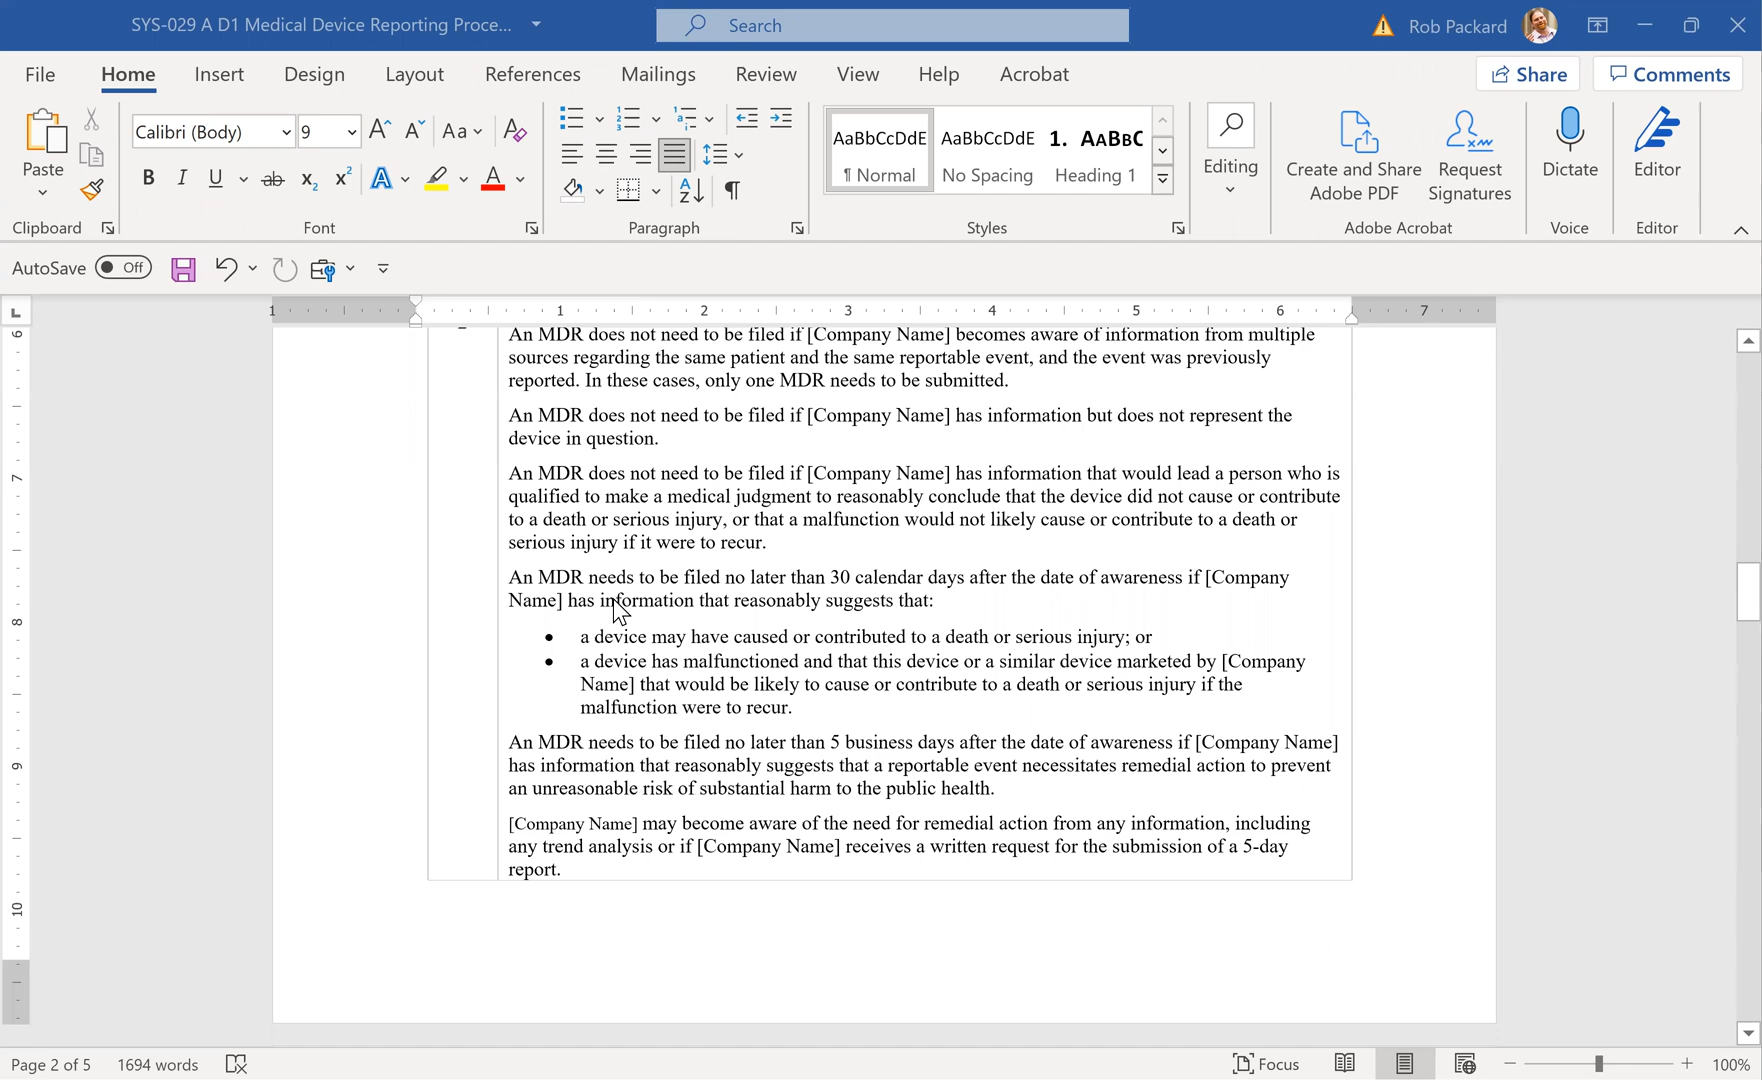 SYS-029 A D1 Medical Device Reporting Proce...
Search
Rob Packard
File Home Insert Design Layout References Mailings Review View Help Acrobat
Share
Comments
Paste
Clipboard
Calibri (Body)
9
Font
Paragraph
AaBbCcDdE
¶ Normal
AaBbCcDdE
No Spacing
1. AABBC
Heading 1
Styles
Editing
Create and Share
Adobe PDF
Request
Signatures
Adobe Acrobat
Dictate
Voice
Editor
Editor
AutoSave Off
1 1 2 3 4 5 6 7
6
7
8
9
10
An MDR does not need to be filed if [Company Name] becomes aware of information from multiple
sources regarding the same patient and the same reportable event, and the event was previously
reported. In these cases, only one MDR needs to be submitted.
An MDR does not need to be filed if [Company Name] has information but does not represent the
device in question.
An MDR does not need to be filed if [Company Name] has information that would lead a person who is
qualified to make a medical judgment to reasonably conclude that the device did not cause or contribute
to a death or serious injury, or that a malfunction would not likely cause or contribute to a death or
serious injury if it were to recur.
An MDR needs to be filed no later than 30 calendar days after the date of awareness if [Company
Name] has information that reasonably suggests that:
• a device may have caused or contributed to a death or serious injury; or
• a device has malfunctioned and that this device or a similar device marketed by [Company
Name] that would be likely to cause or contribute to a death or serious injury if the
malfunction were to recur.
An MDR needs to be filed no later than 5 business days after the date of awareness if [Company Name]
has information that reasonably suggests that a reportable event necessitates remedial action to prevent
an unreasonable risk of substantial harm to the public health.
[Company Name] may become aware of the need for remedial action from any information, including
any trend analysis or if [Company Name] receives a written request for the submission of a 5-day
report.
Page 2 of 5 1694 words
Focus
100%